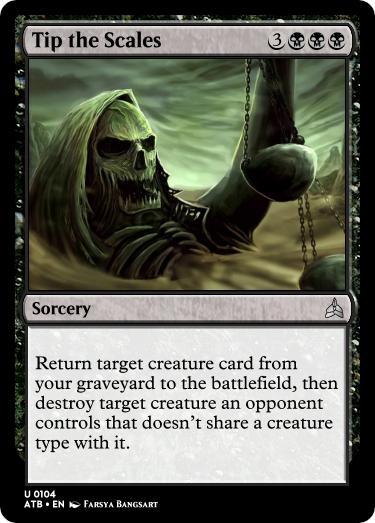 Tip the Scales 3
Sorcery
Return target creature card from
your graveyard to the battlefield, then
destroy target creature an opponent
controls that doesn't share a creature
type with it.
U 0104
ATB • EN Farsya Bangsart